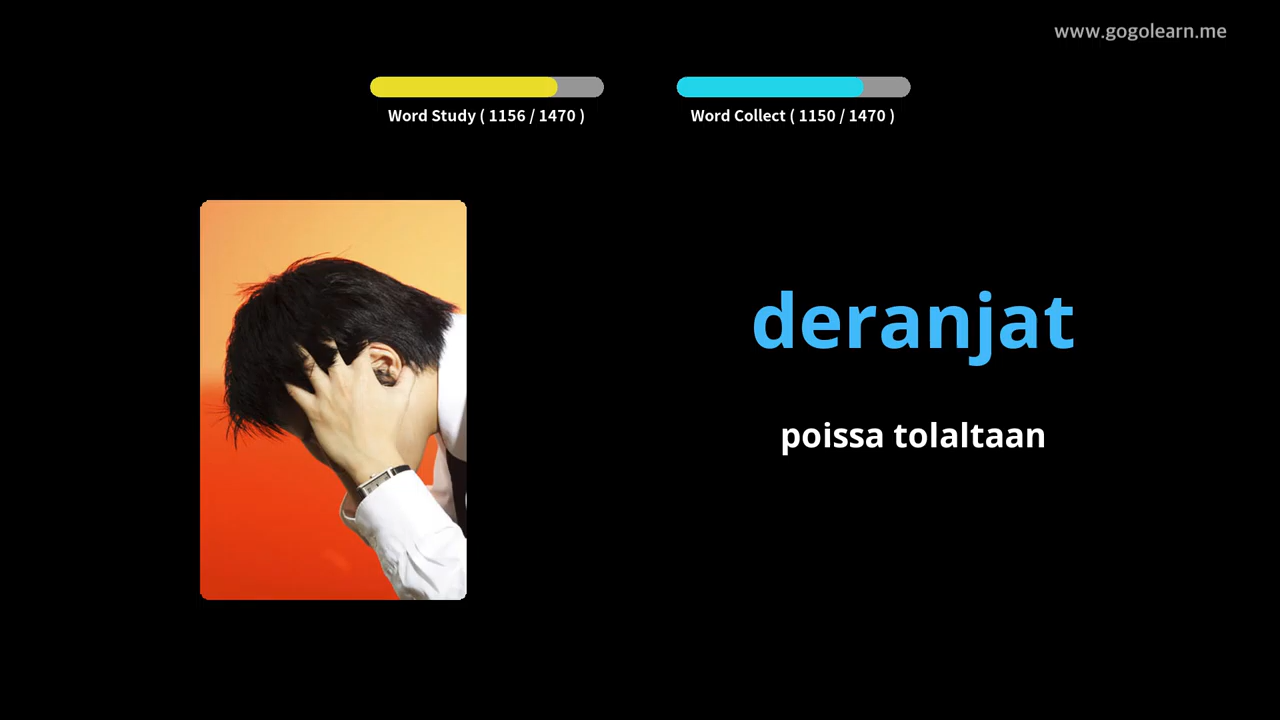 www.gogolearn.me
Word Study ( 1156 / 1470 )
Word Collect ( 1150 / 1470 )
deranjat
poissa tolaltaan